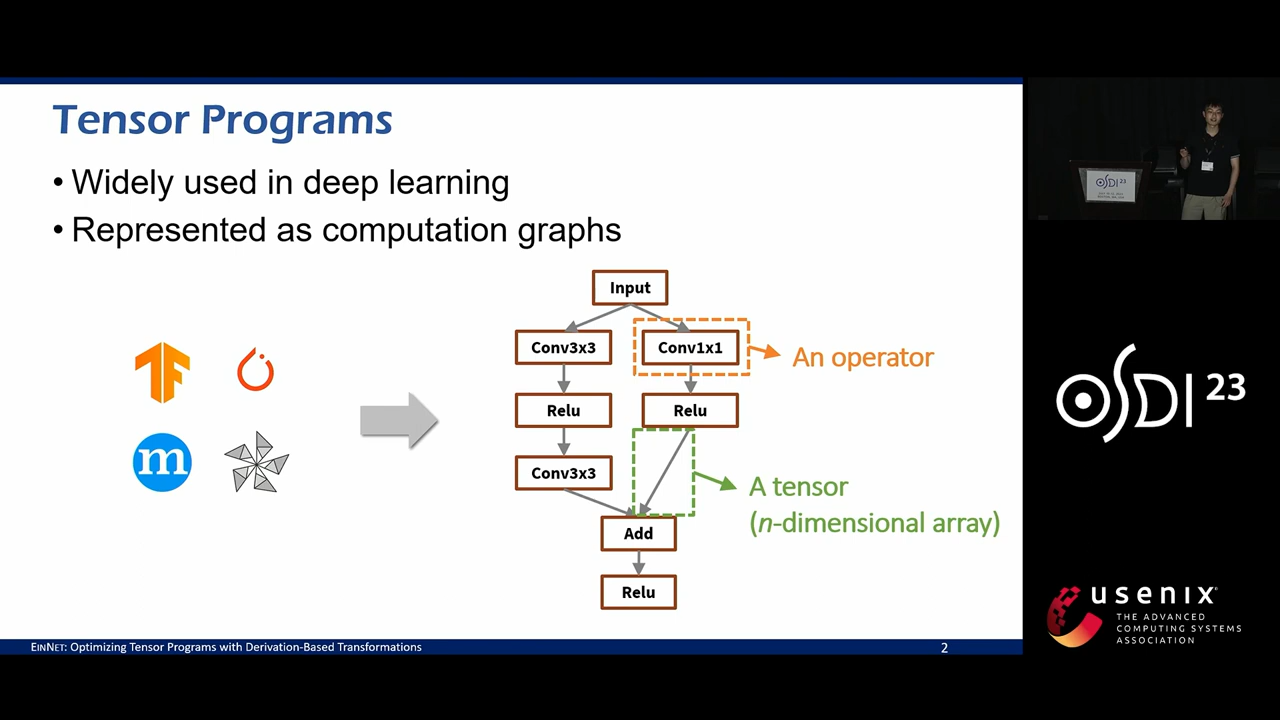 Tensor Programs
• Widely used in deep learning
• Represented as computation graphs
Input
Conv3x3
Conv1x1
An operator
Relu
Relu
Conv3x3
A tensor
(n-dimensional array)
Add
Relu
m
EINNET: Optimizing Tensor Programs with Derivation-Based Transformations
2
OSDI 23
OSDI 23
usenix
THE ADVANCED
COMPUTING SYSTEMS
ASSOCIATION